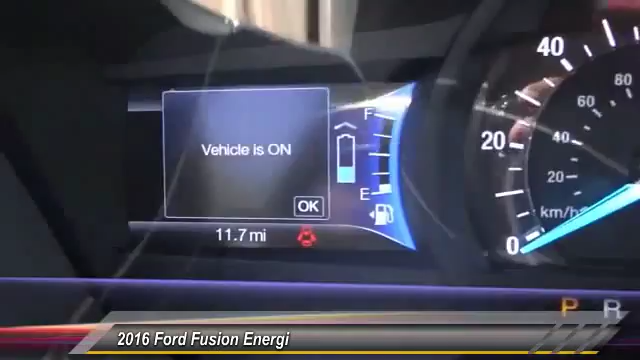 Vehicle is ON
OK
11.7 mi
F
E
40
20
0
80
60
40
20
km/h
P R
2016 Ford Fusion Energi